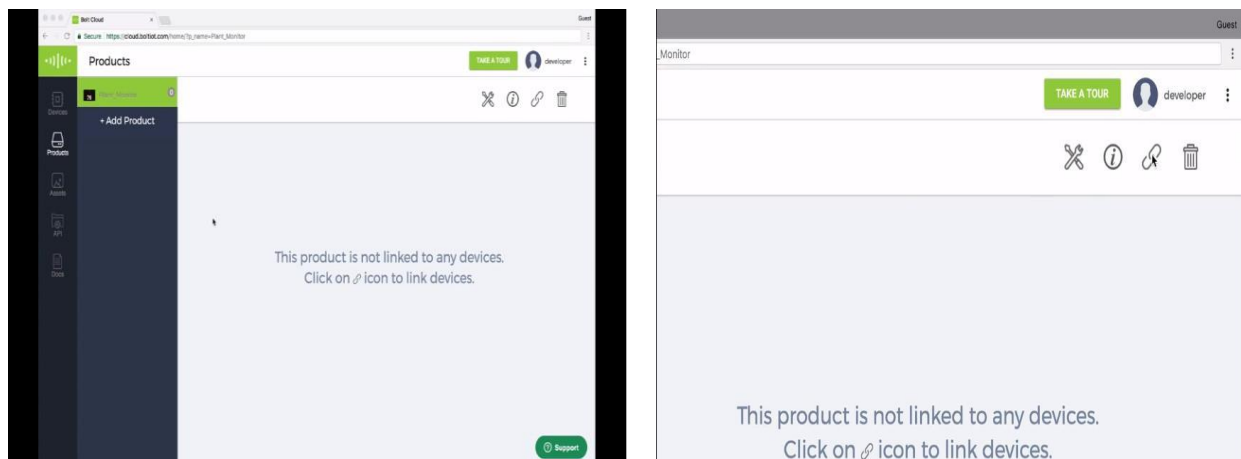 Bolt Cloud
Guest
Secure https://cloud.boltiot.com/home/?p_name=Plant_Monitor
Products
TAKE A TOUR
developer
Devices
+ Add Product
Products
Assets
API
Docs
This product is not linked to any devices.
Click on icon to link devices.
Support
Guest
_Monitor
TAKE A TOUR
developer
This product is not linked to any devices.
Click on icon to link devices.